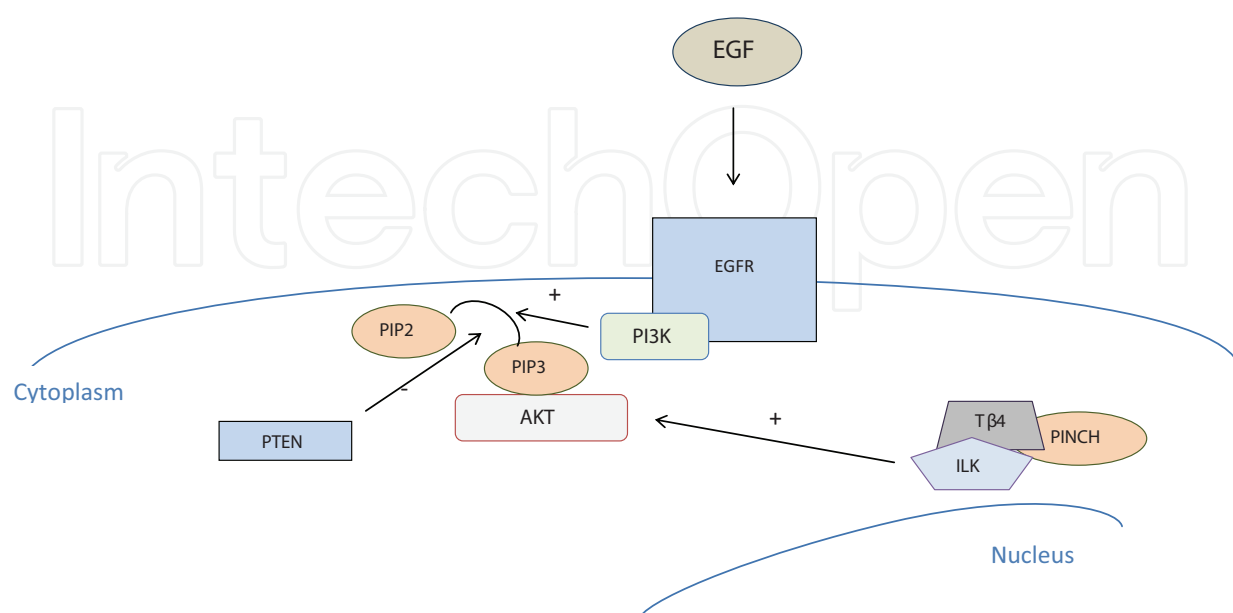 EGF
IntechOpen
EGFR
+
PIP2
PI3K
PIP3
Cytoplasm
-
AKT
+
Tβ4
PINCH
PTEN
ILK
Nucleus